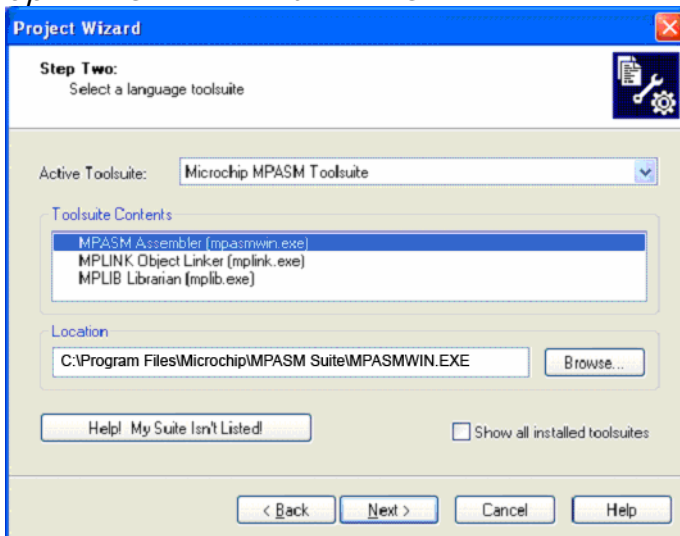 Project Wizard
Step Two:
Select a language toolsuite
Active Toolsuite: Microchip MPASM Toolsuite
Toolsuite Contents
MPASM Assembler (mpasmwin.exe)
MPLINK Object Linker (mplink.exe)
MPLIB Librarian (mplib.exe)
Location
C:\Program Files\Microchip\MPASM Suite\MPASMWIN.EXE Browse...
Help! My Suite Isn't Listed! Show all installed toolsuites
< Back Next > Cancel Help